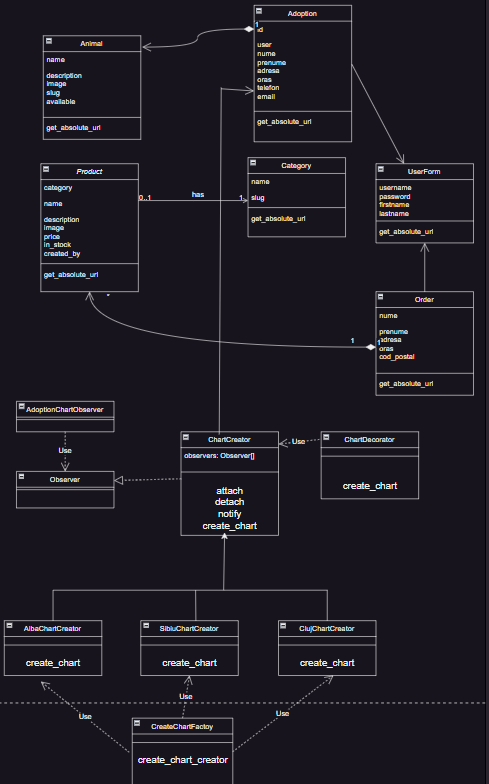 Adoption
1
id
user
nume
prenume
adresa
oras
telefon
email
get_absolute_url
Animal
name
description
image
slug
available
get_absolute_url
Product
category
name
description
image
price
in_stock
created_by
get_absolute_url
0..1
has
1
*
Category
name
slug
get_absolute_url
UserForm
username
password
firstname
lastname
get_absolute_url
Order
nume
prenume
adresa
oras
cod_postal
get_absolute_url
1
1
AdoptionChartObserver
Use
Observer
ChartCreator
observers: Observer[]
attach
detach
notify
create_chart
Use
ChartDecorator
create_chart
AlbaChartCreator
create_chart
SibiuChartCreator
create_chart
ClujChartCreator
create_chart
Use
Use
Use
CreateChartFactoy
create_chart_creator